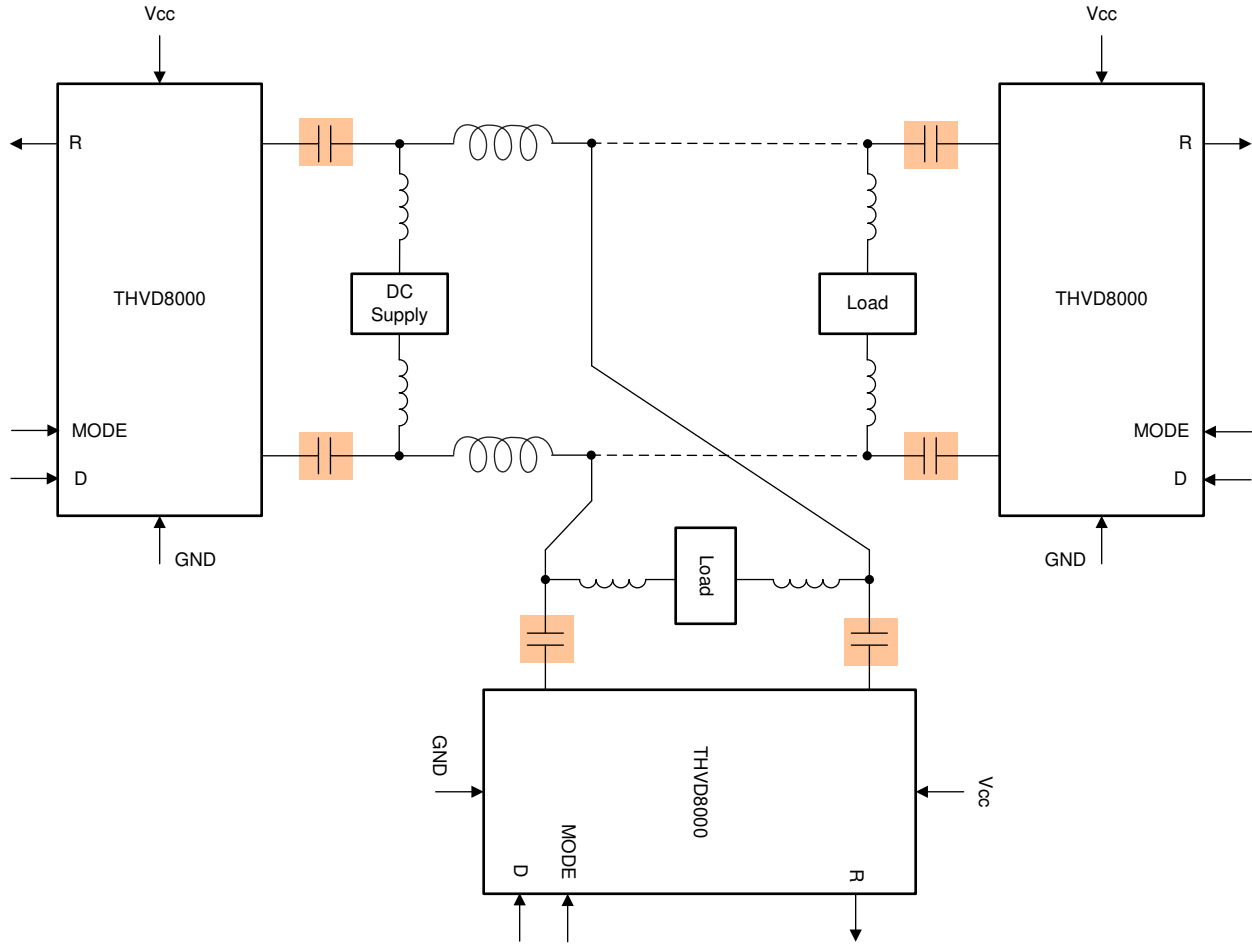 Vcc
Vcc
R
R
THVD8000
DC
Supply
Load
THVD8000
MODE
MODE
D
D
GND
GND
Load
GND
THVD8000
Vcc
D
MODE
R